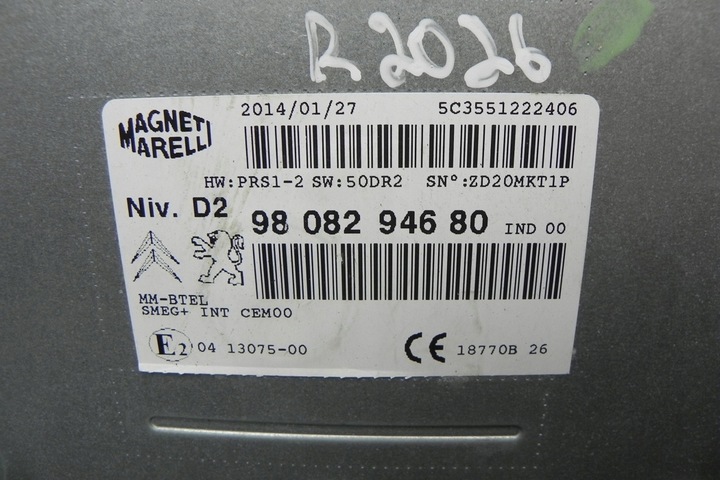 R2026
2014/01/27 5C3551222406
MAGNETI
MARELLI
HW:PRS1-2 SW:50DR2 SN°:ZD20MKT1P
Niv. D2 98 082 946 80 IND 00
MM-BTEL
SMEG+ INT CEM00
E2 04 13075-00 CE 18770B 26